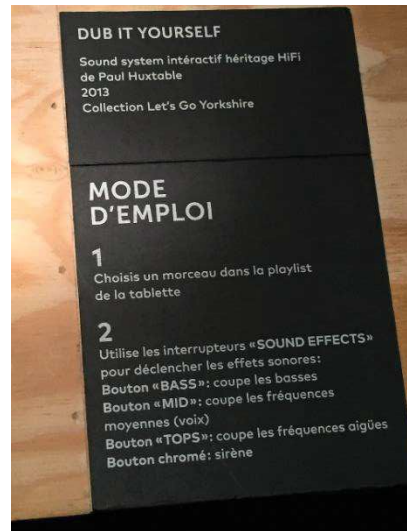 DUB IT YOURSELF
Sound system intéractif héritage HiFi
de Paul Huxtable
2013
Collection Let's Go Yorkshire
MODE
D'EMPLOI
1
Choisis un morceau dans la playlist
de la tablette
2
Utilise les interrupteurs «SOUND EFFECTS»
pour déclencher les effets sonores:
Bouton «BASS»: coupe les basses
Bouton «MID»: coupe les fréquences
moyennes (voix)
Bouton «TOPS»: coupe les fréquences aigües
Bouton chromé: sirène